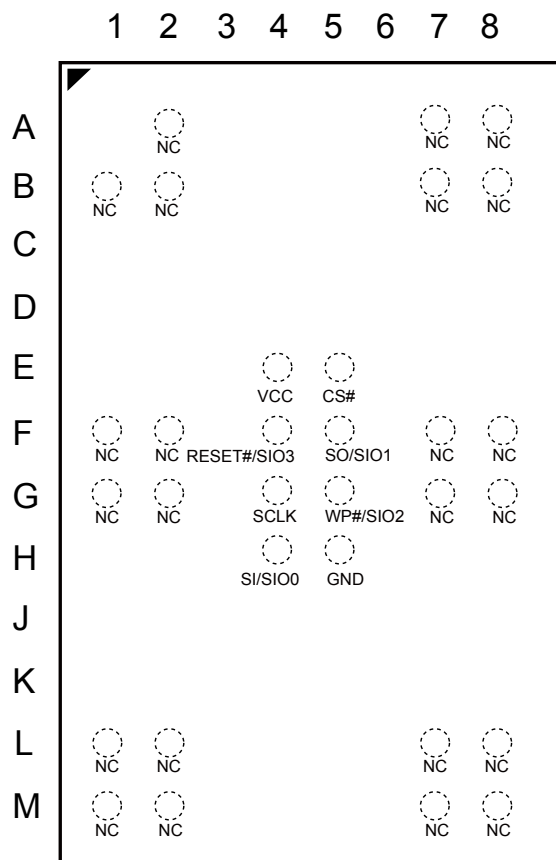 1 2 3 4 5 6 7 8
A
NC NC NC
B
NC NC NC NC
C
D
E
VCC CS#
F
NC NC RESET#/SIO3 SO/SIO1 NC NC
G
NC NC SCLK WP#/SIO2 NC NC
H
SI/SIO0 GND
J
K
L
NC NC NC NC
M
NC NC NC NC